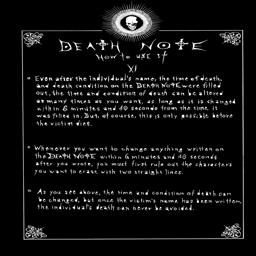 DEATH NOTE
How to use it
XI
Even after the individual's name, the time of death,
and death condition on the DEATH NOTE were filled
out, the time and condition of death can be altered
as many times as you want, as long as it is changed
within 6 minutes and 40 seconds from the time it
was filled in. But, of course, this is only possible before
the victim dies.
Whenever you want to change anything written on
the DEATH NOTE within 6 minutes and 40 seconds
after you wrote, you must first rule out the characters
you want to erase with two straight lines.
As you see above, the time and condition of death can
be changed, but once the victim's name has been written,
the individual's death can never be avoided.